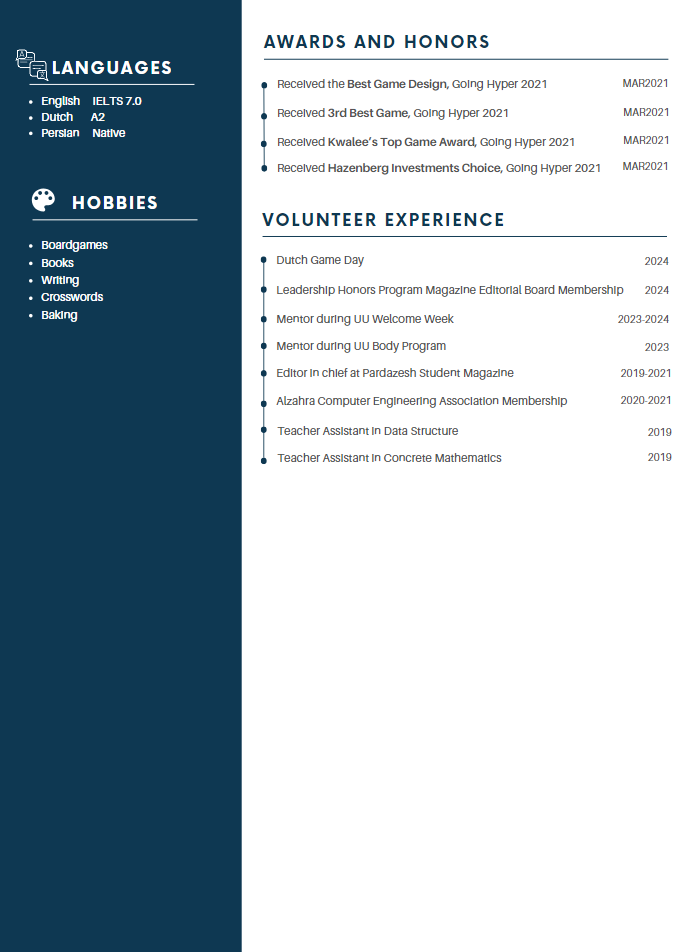 LANGUAGES
English IELTS 7.0
Dutch A2
Persian Native
HOBBIES
Boardgames
Books
Writing
Crosswords
Baking
AWARDS AND HONORS
Received the Best Game Design, Going Hyper 2021 MAR2021
Received 3rd Best Game, Going Hyper 2021 MAR2021
Received Kwalee’s Top Game Award, Going Hyper 2021 MAR2021
Received Hazenberg Investments Choice, Going Hyper 2021 MAR2021
VOLUNTEER EXPERIENCE
Dutch Game Day 2024
Leadership Honors Program Magazine Editorial Board Membership 2024
Mentor during UU Welcome Week 2023-2024
Mentor during UU Body Program 2023
Editor in chief at Pardazesh Student Magazine 2019-2021
Alzahra Computer Engineering Association Membership 2020-2021
Teacher Assistant in Data Structure 2019
Teacher Assistant in Concrete Mathematics 2019